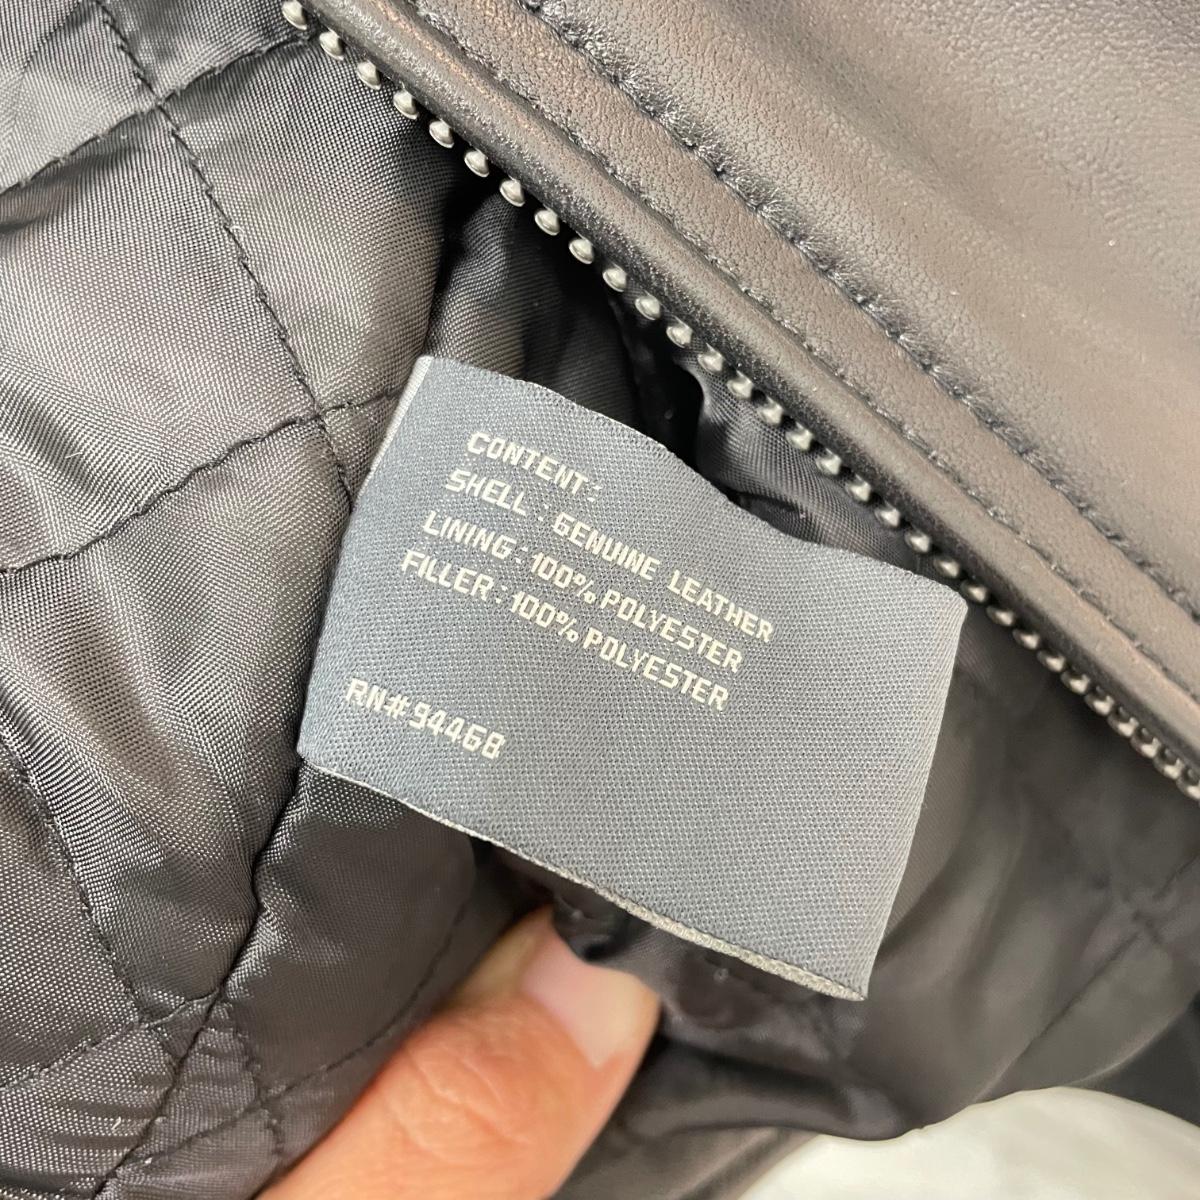 CONTENT:
SHELL : GENUINE LEATHER
LINING : 100% POLYESTER
FILLER : 100% POLYESTER
RN# 94468